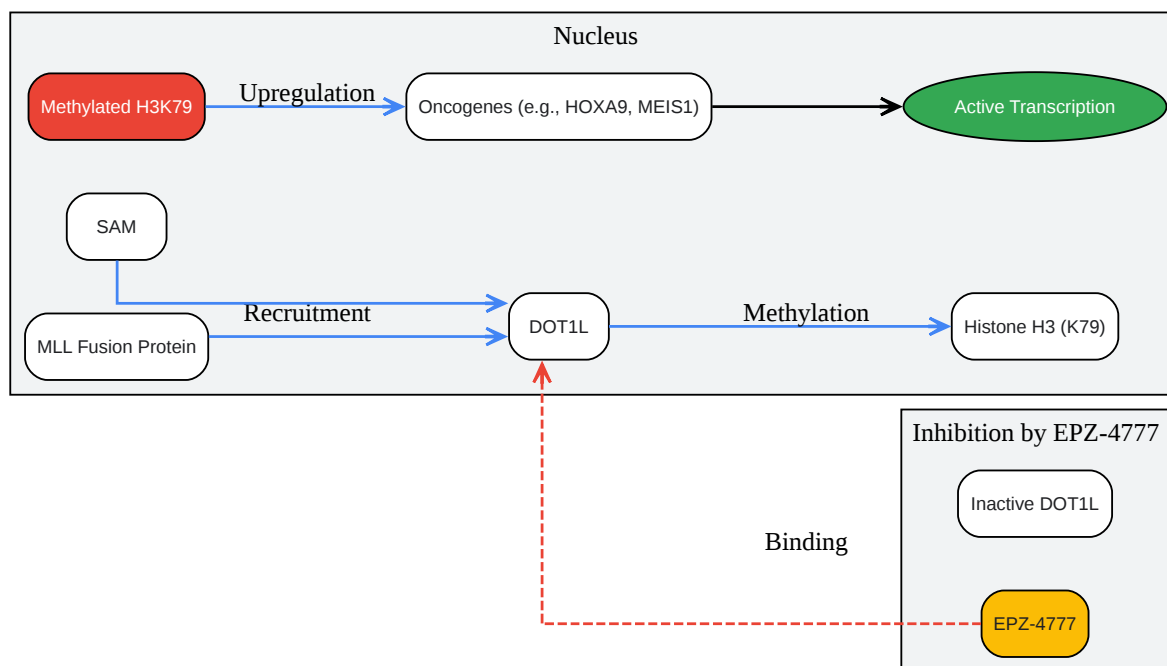 Nucleus
Methylated H3K79
Upregulation
Oncogenes (e.g., HOXA9, MEIS1)
Active Transcription
SAM
Recruitment
MLL Fusion Protein
DOT1L
Methylation
Histone H3 (K79)
Inhibition by EPZ-4777
Inactive DOT1L
Binding
EPZ-4777